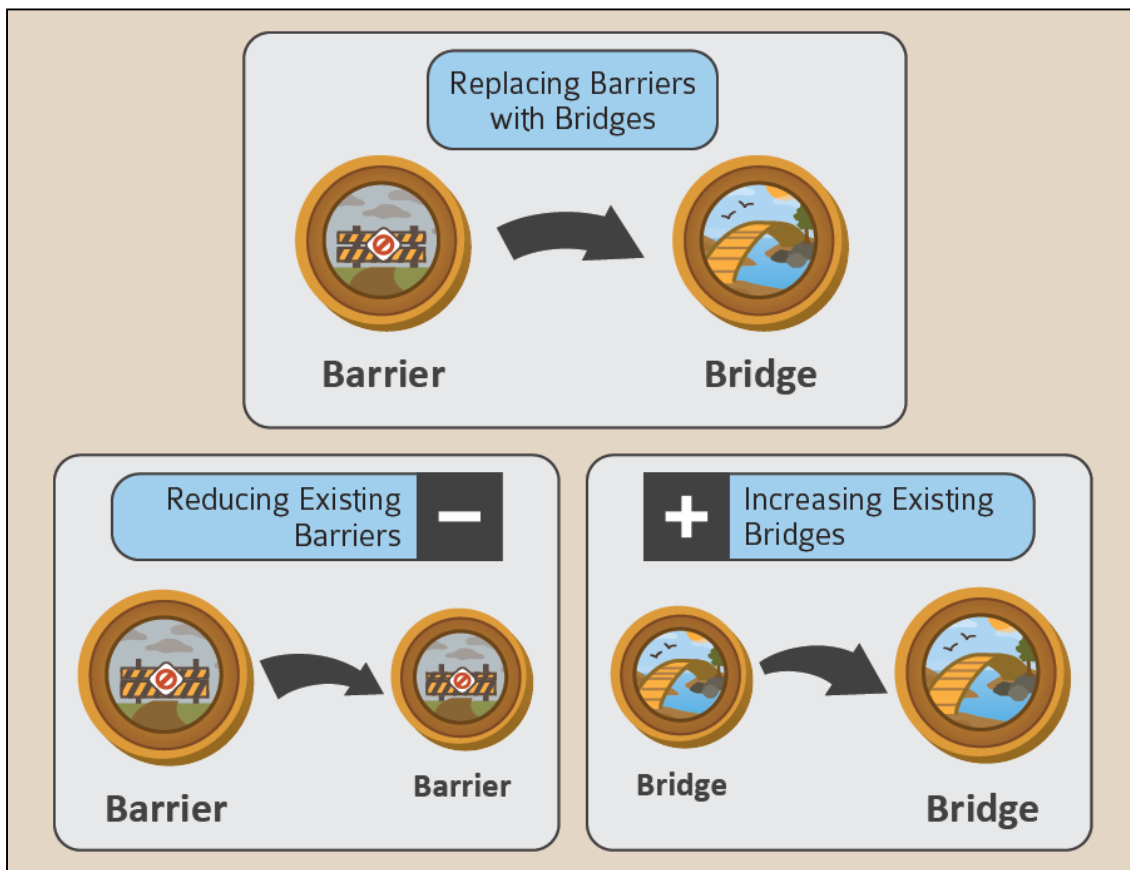 Replacing Barriers
with Bridges
Barrier
Bridge
Reducing Existing
Barriers
−
Barrier
Barrier
+
Increasing Existing
Bridges
Bridge
Bridge